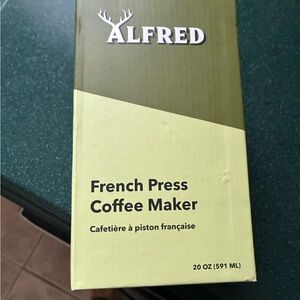 ALFRED
French Press
Coffee Maker
Cafetière à piston française
20 OZ (591 ML)